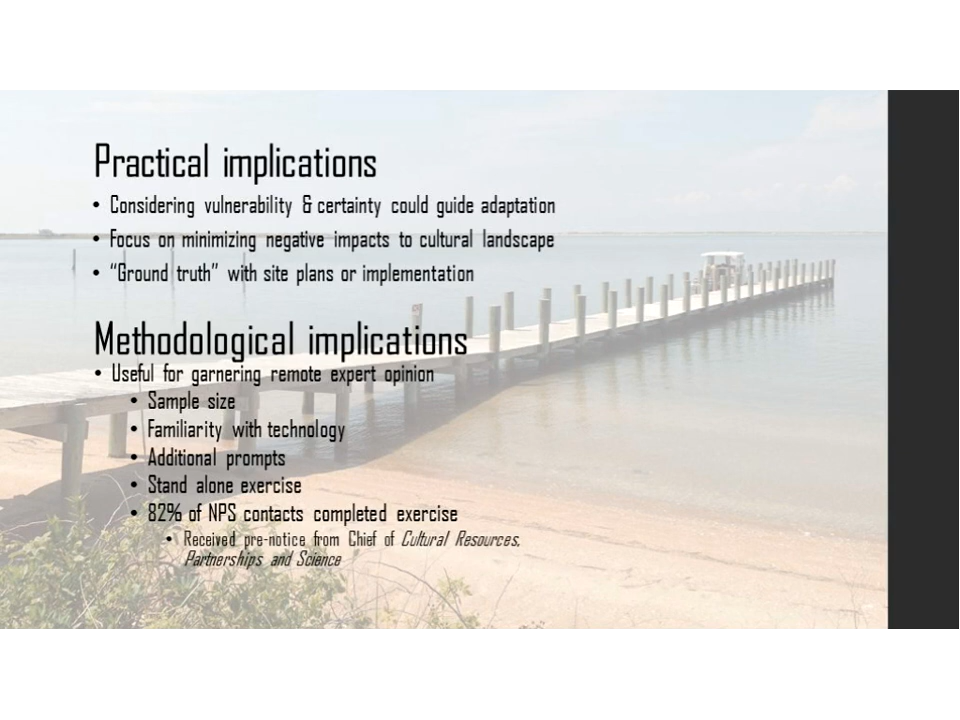 Practical implications
• Considering vulnerability & certainty could guide adaptation
• Focus on minimizing negative impacts to cultural landscape
• “Ground truth” with site plans or implementation
Methodological implications
• Useful for garnering remote expert opinion
• Sample size
• Familiarity with technology
• Additional prompts
• Stand alone exercise
• 82% of NPS contacts completed exercise
• Received pre-notice from Chief of Cultural Resources,
Partnerships and Science